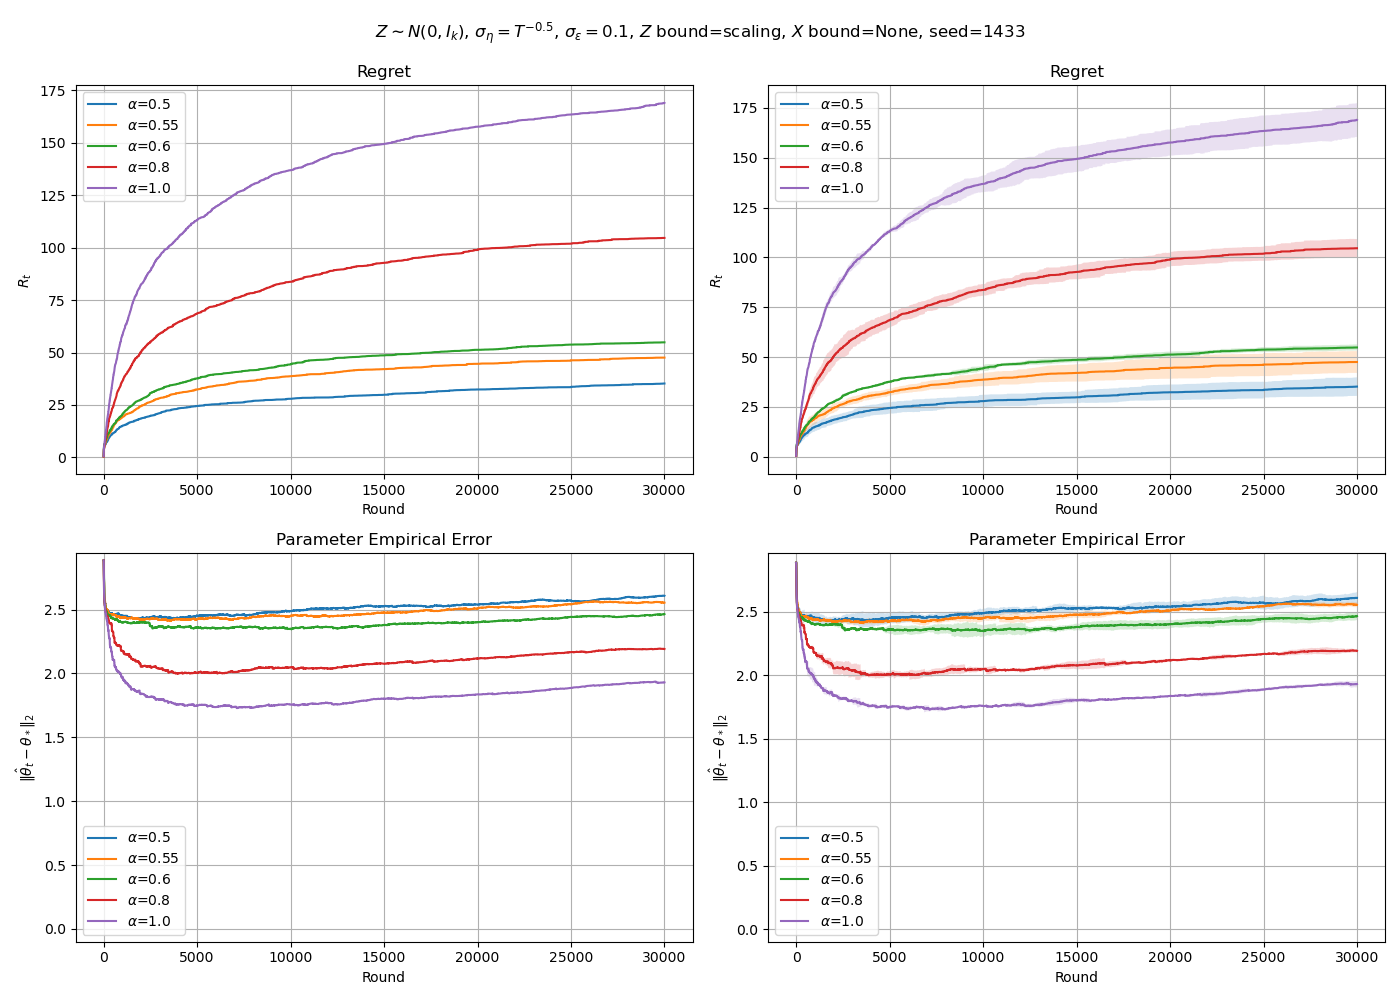 Z ~ N(0, I_k), σ_η = T^{−0.5}, σ_ε = 0.1, Z bound=scaling, X bound=None, seed=1433
Regret
R_t
175
150
125
100
75
50
25
0
α=0.5
α=0.55
α=0.6
α=0.8
α=1.0
0 5000 10000 15000 20000 25000 30000
Round
Regret
R_t
175
150
125
100
75
50
25
0
α=0.5
α=0.55
α=0.6
α=0.8
α=1.0
0 5000 10000 15000 20000 25000 30000
Round
Parameter Empirical Error
‖θ̂_t − θ_*‖_2
2.5
2.0
1.5
1.0
0.5
0.0
α=0.5
α=0.55
α=0.6
α=0.8
α=1.0
0 5000 10000 15000 20000 25000 30000
Round
Parameter Empirical Error
‖θ̂_t − θ_*‖_2
2.5
2.0
1.5
1.0
0.5
0.0
α=0.5
α=0.55
α=0.6
α=0.8
α=1.0
0 5000 10000 15000 20000 25000 30000
Round